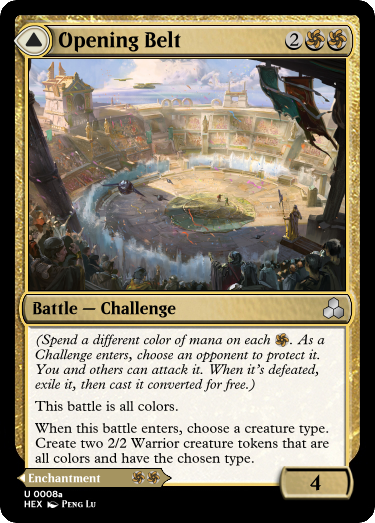 Opening Belt
2
Battle — Challenge
(Spend a different color of mana on each . As a
Challenge enters, choose an opponent to protect it.
You and others can attack it. When it's defeated,
exile it, then cast it converted for free.)
This battle is all colors.
When this battle enters, choose a creature type.
Create two 2/2 Warrior creature tokens that are
all colors and have the chosen type.
Enchantment
4
U 0008a
HEX Peng Lu